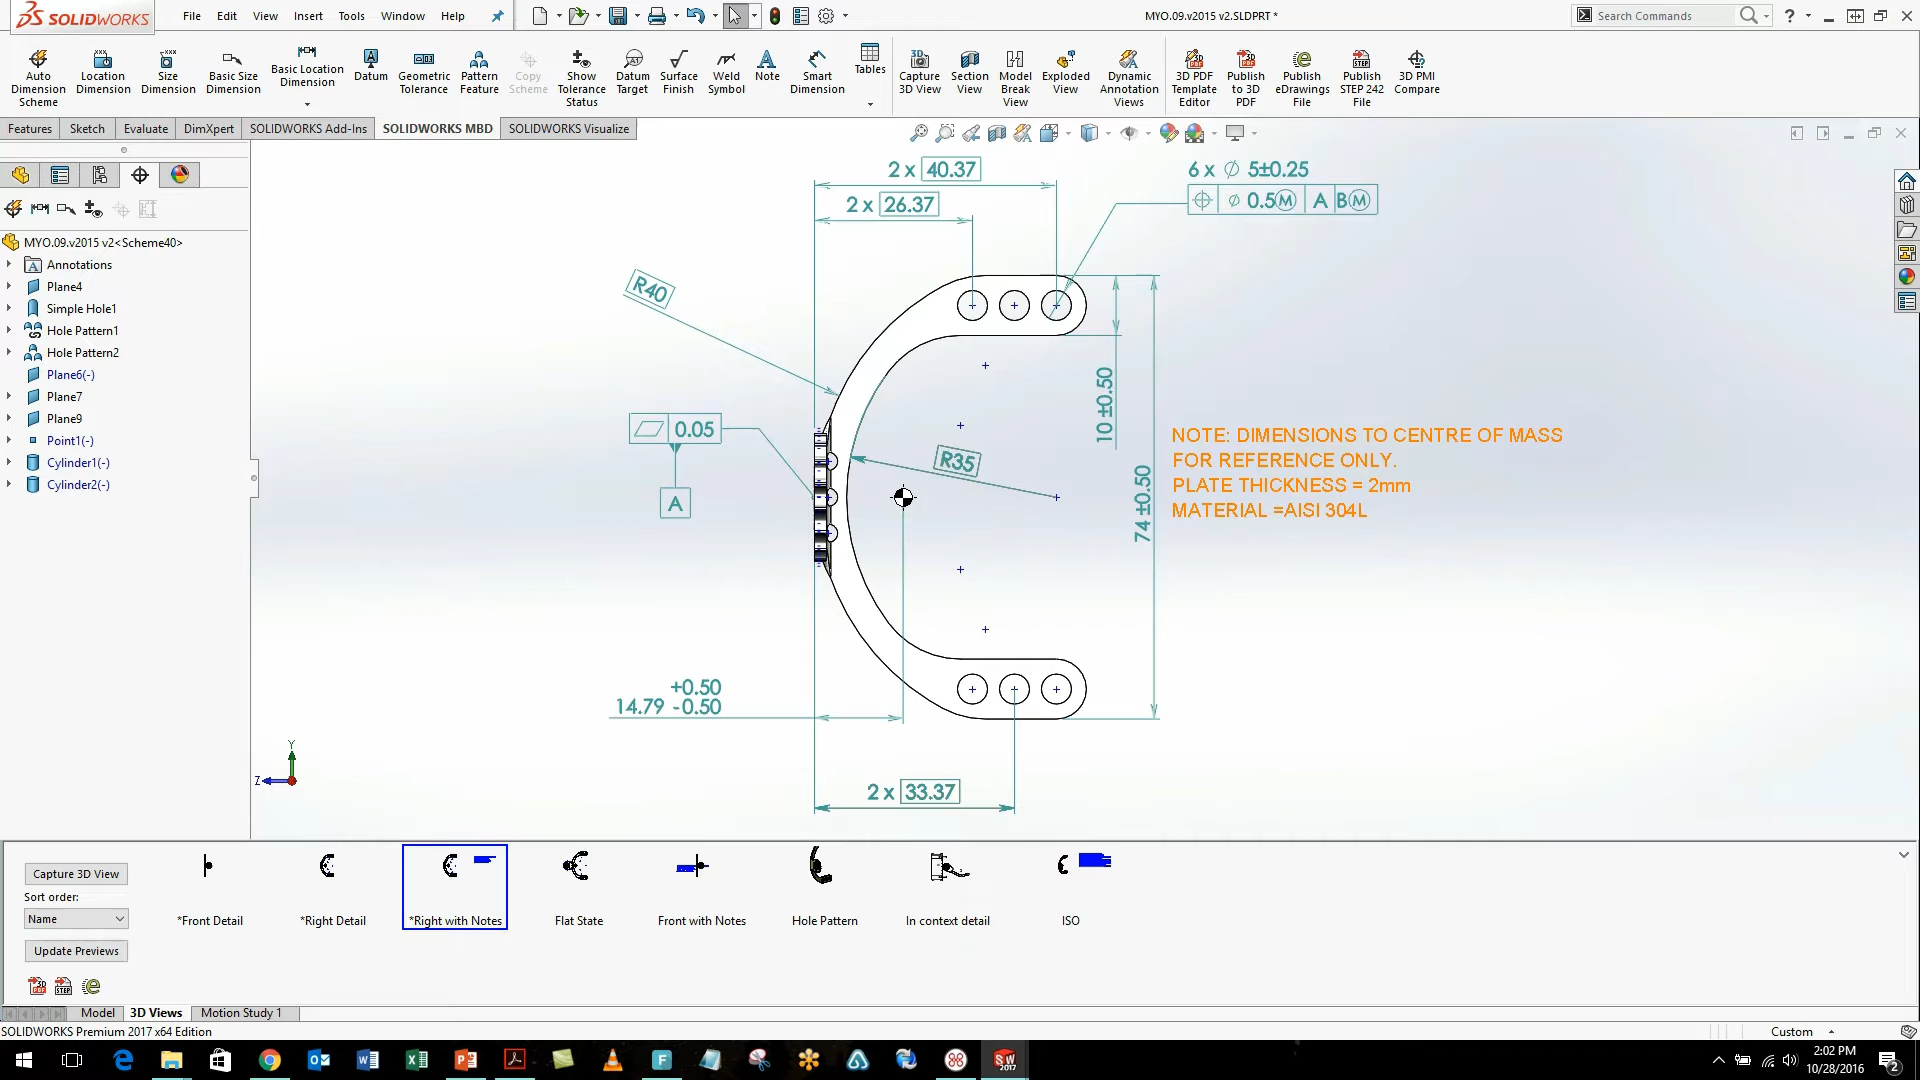 SOLIDWORKS
File Edit View Insert Tools Window Help
MYO.09.v2015 v2.SLDPRT *
Search Commands
Auto Dimension Scheme
Location Dimension
Size Dimension
Basic Size Dimension
Basic Location Dimension
Datum
Geometric Tolerance
Pattern Feature
Copy Scheme
Show Tolerance Status
Datum Target
Surface Finish
Weld Symbol
Note
Smart Dimension
Tables
Capture 3D View
Section View
Model Break View
Exploded View
Dynamic Annotation Views
3D PDF Template Editor
Publish to 3D PDF
Publish eDrawings File
Publish STEP 242 File
3D PMI Compare
Features Sketch Evaluate DimXpert SOLIDWORKS Add-Ins SOLIDWORKS MBD SOLIDWORKS Visualize
MYO.09.v2015 v2<Scheme40>
Annotations
Plane4
Simple Hole1
Hole Pattern1
Hole Pattern2
Plane6(-)
Plane7
Plane9
Point1(-)
Cylinder1(-)
Cylinder2(-)
2 x 40.37
2 x 26.37
6 x ∅ 5±0.25
⌀ 0.5Ⓜ A BⓂ
R40
0.05
A
R35
10 ±0.50
74 ±0.50
NOTE: DIMENSIONS TO CENTRE OF MASS
FOR REFERENCE ONLY.
PLATE THICKNESS = 2mm
MATERIAL =AISI 304L
+0.50
14.79 -0.50
2 x 33.37
Y
Z
Capture 3D View
Sort order:
Name
Update Previews
*Front Detail
*Right Detail
*Right with Notes
Flat State
Front with Notes
Hole Pattern
In context detail
ISO
Model 3D Views Motion Study 1
SOLIDWORKS Premium 2017 x64 Edition
Custom
2:02 PM
10/28/2016
2